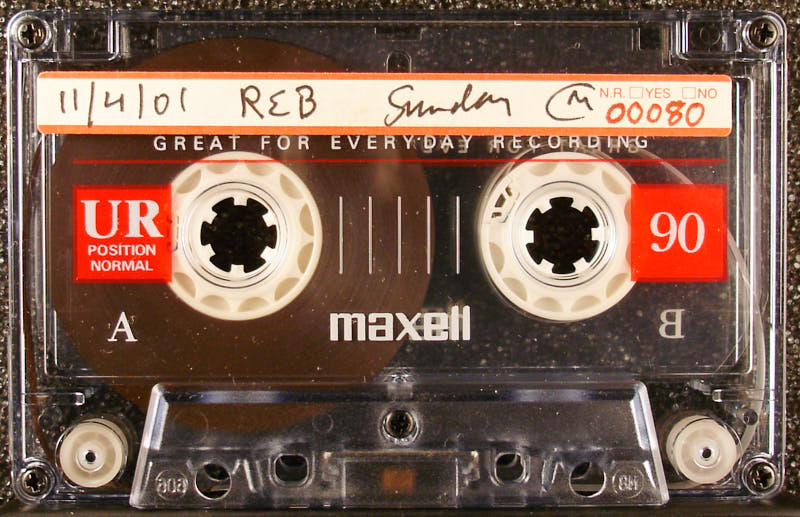 11/4/01 REB Sunday CM N.R. □YES □NO
00080
GREAT FOR EVERYDAY RECORDING
UR
POSITION
NORMAL
90
A
maxell
B